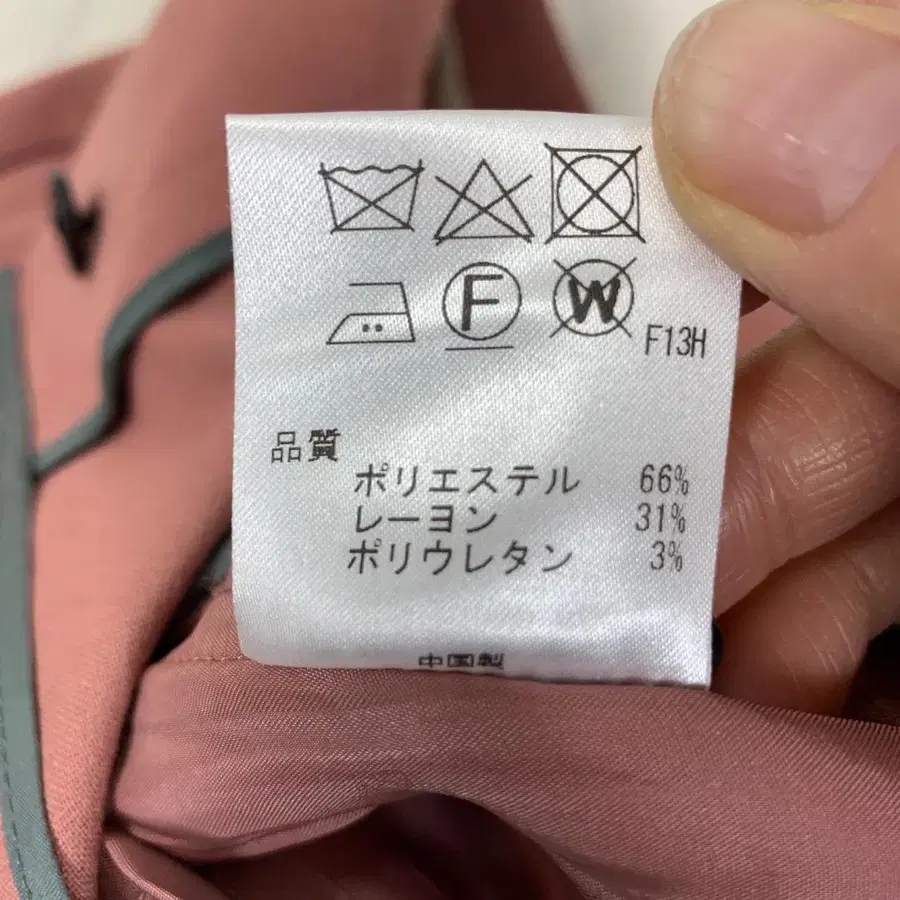 F W
F13H
品質
ポリエステル 66%
レーヨン 31%
ポリウレタン 3%
中国製